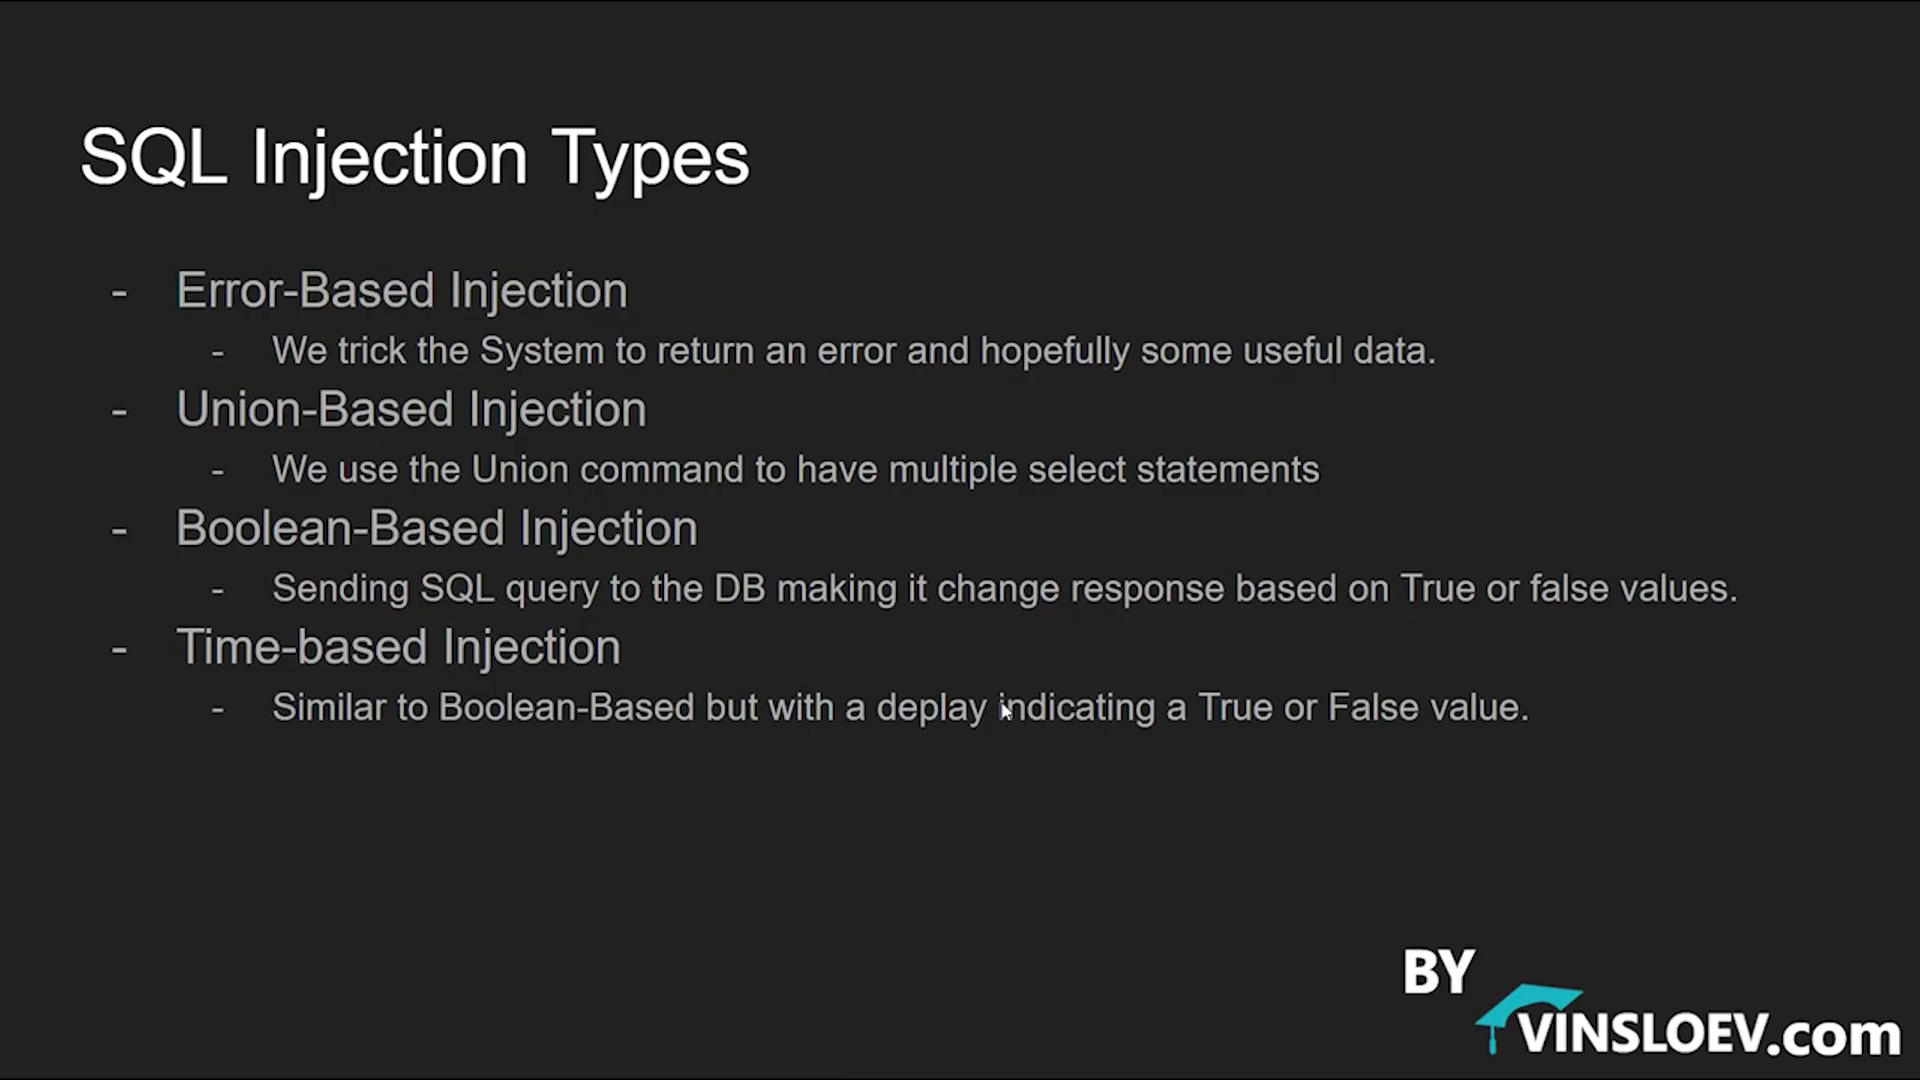 SQL Injection Types
- Error-Based Injection
- We trick the System to return an error and hopefully some useful data.
- Union-Based Injection
- We use the Union command to have multiple select statements
- Boolean-Based Injection
- Sending SQL query to the DB making it change response based on True or false values.
- Time-based Injection
- Similar to Boolean-Based but with a deplay indicating a True or False value.
BY
VINSLOEV.com